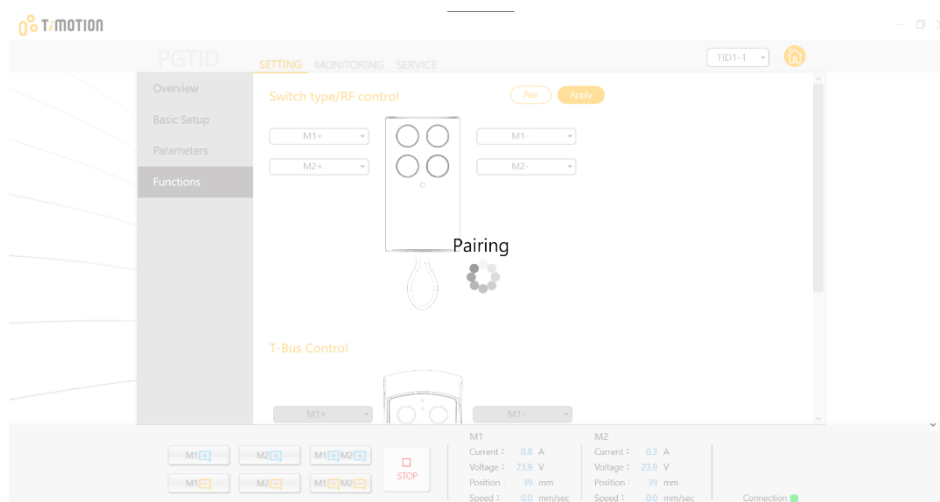 TiMOTION
PGTID
SETTING MONITORING SERVICE
TID1-1
Overview
Basic Setup
Parameters
Functions
Switch type/RF control
Pair
Apply
M1+
M1-
M2+
M2-
Pairing
T-Bus Control
M1+
M1-
M1 M2 M1 M2
M1 M2 M1 M2
STOP
M1
Current : 0.8 A
Voltage : 23.9 V
Position : 39 mm
Speed : 0.0 mm/sec
M2
Current : 0.3 A
Voltage : 23.9 V
Position : 39 mm
Speed : 0.0 mm/sec
Connection